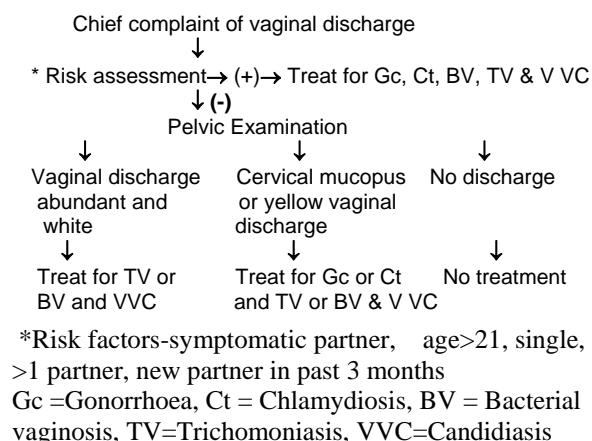 Chief complaint of vaginal discharge
↓
* Risk assessment→ (+)→ Treat for Gc, Ct, BV, TV & V VC
↓ (-)
Pelvic Examination
↓ ↓ ↓
Vaginal discharge Cervical mucopus No discharge
abundant and or yellow vaginal
white discharge
↓ ↓ ↓
Treat for TV or Treat for Gc or Ct No treatment
BV and VVC and TV or BV & V VC
*Risk factors-symptomatic partner, age>21, single,
>1 partner, new partner in past 3 months
Gc =Gonorrhoea, Ct = Chlamydiosis, BV = Bacterial
vaginosis, TV=Trichomoniasis, VVC=Candidiasis